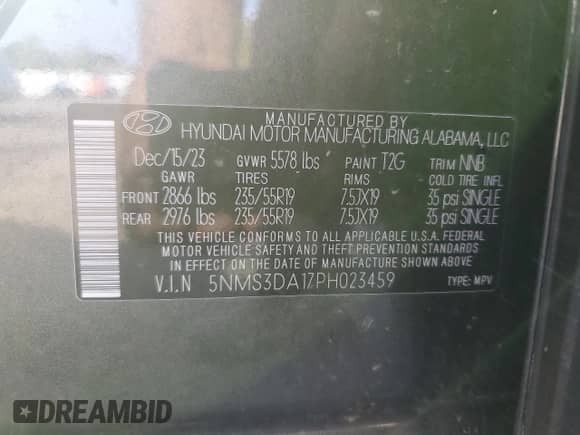 MANUFACTURED BY
HYUNDAI MOTOR MANUFACTURING ALABAMA, LLC
Dec/15/23 GVWR 5578 lbs PAINT T2G TRIM NNB
GAWR TIRES RIMS COLD TIRE INFL
FRONT 2866 lbs 235/55R19 7.5JX19 35 psi SINGLE
REAR 2976 lbs 235/55R19 7.5JX19 35 psi SINGLE
THIS VEHICLE CONFORMS TO ALL APPLICABLE U.S.A. FEDERAL
MOTOR VEHICLE SAFETY AND THEFT PREVENTION STANDARDS
IN EFFECT ON THE DATE OF MANUFACTURE SHOWN ABOVE
V.I.N 5NMS3DA17PH023459 TYPE: MPV
DREAMBID